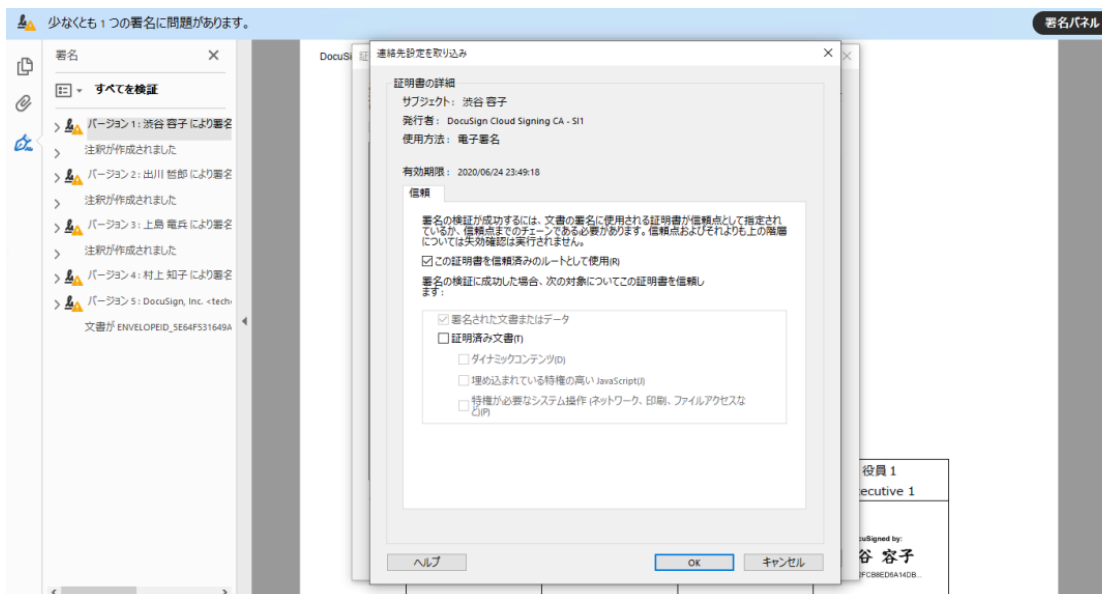 少なくとも 1 つの署名に問題があります。
署名パネル
署名
すべてを検証
バージョン 1 : 渋谷 容子 により署名
注釈が作成されました
バージョン 2 : 出川 哲郎 により署名
注釈が作成されました
バージョン 3 : 上島 竜兵 により署名
注釈が作成されました
バージョン 4 : 村上 知子 により署名
バージョン 5 : DocuSign, Inc. <tech
文書が ENVELOPEID_5E64F531649A
DocuSi
連絡先設定を取り込み
証明書の詳細
サブジェクト : 渋谷 容子
発行者 : DocuSign Cloud Signing CA - SI1
使用方法 : 電子署名
有効期限 : 2020/06/24 23:49:18
信頼
署名の検証が成功するには、文書の署名に使用される証明書が信頼点として指定され
ているか、信頼点までのチェーンである必要があります。信頼点およびそれよりも上の階層
については失効確認は実行されません。
この証明書を信頼済みのルートとして使用(R)
署名の検証に成功した場合、次の対象についてこの証明書を信頼し
ます :
署名された文書またはデータ
証明済み文書(T)
ダイナミックコンテンツ(D)
埋め込まれている特権の高い JavaScript(J)
特権が必要なシステム操作 (ネットワーク、印刷、ファイルアクセスな
ど)(P)
ヘルプ
OK
キャンセル
役員 1
ecutive 1
cuSigned by:
谷 容子